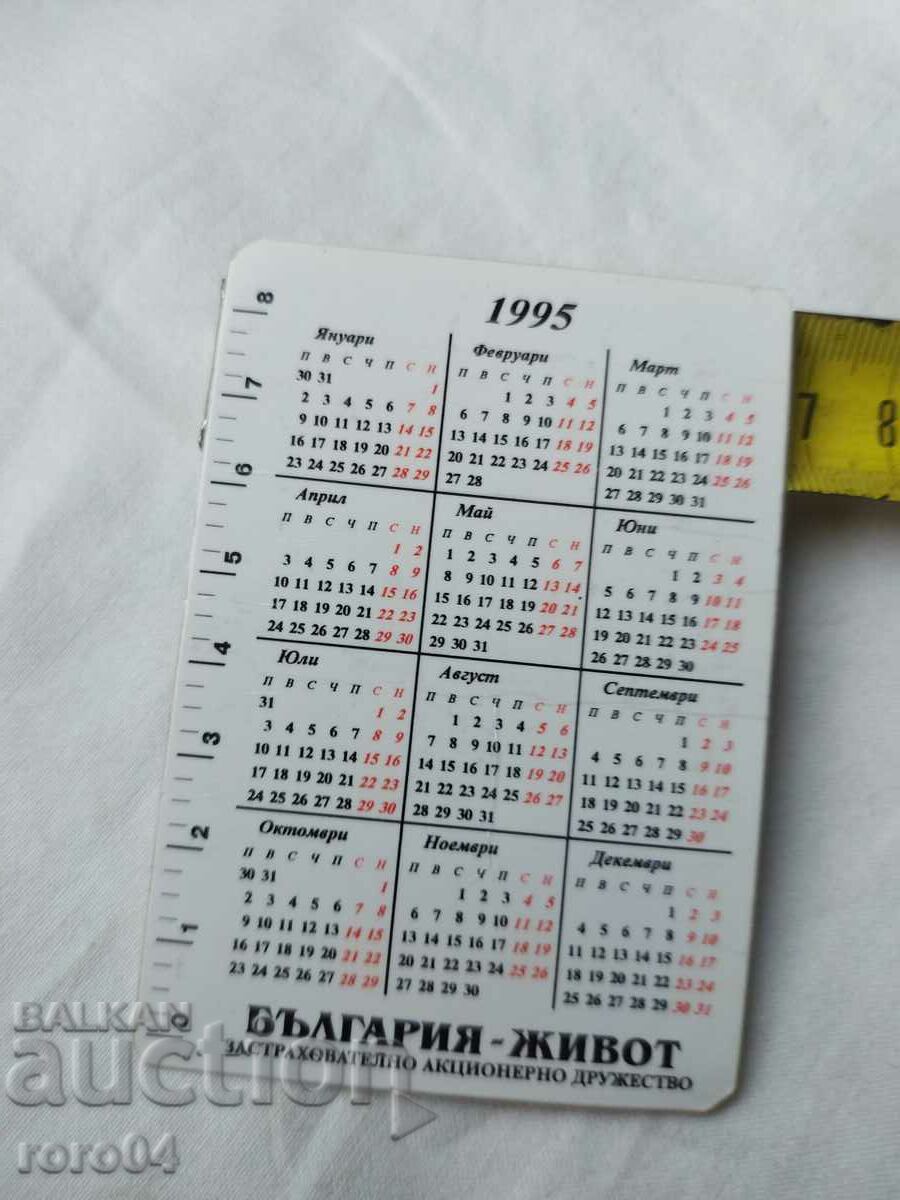 1995
Януари
П В С Ч П С Н
30 31 1
2 3 4 5 6 7 8
9 10 11 12 13 14 15
16 17 18 19 20 21 22
23 24 25 26 27 28 29
Февруари
П В С Ч П С Н
1 2 3 4 5
6 7 8 9 10 11 12
13 14 15 16 17 18 19
20 21 22 23 24 25 26
27 28
Март
П В С Ч П С Н
1 2 3 4 5
6 7 8 9 10 11 12
13 14 15 16 17 18 19
20 21 22 23 24 25 26
27 28 29 30 31
Април
П В С Ч П С Н
1 2
3 4 5 6 7 8 9
10 11 12 13 14 15 16
17 18 19 20 21 22 23
24 25 26 27 28 29 30
Май
П В С Ч П С Н
1 2 3 4 5 6 7
8 9 10 11 12 13 14
15 16 17 18 19 20 21
22 23 24 25 26 27 28
29 30 31
Юни
П В С Ч П С Н
1 2 3 4
5 6 7 8 9 10 11
12 13 14 15 16 17 18
19 20 21 22 23 24 25
26 27 28 29 30
Юли
П В С Ч П С Н
31 1 2
3 4 5 6 7 8 9
10 11 12 13 14 15 16
17 18 19 20 21 22 23
24 25 26 27 28 29 30
Август
П В С Ч П С Н
1 2 3 4 5 6
7 8 9 10 11 12 13
14 15 16 17 18 19 20
21 22 23 24 25 26 27
28 29 30 31
Септември
П В С Ч П С Н
1 2 3
4 5 6 7 8 9 10
11 12 13 14 15 16 17
18 19 20 21 22 23 24
25 26 27 28 29 30
Октомври
П В С Ч П С Н
30 31 1
2 3 4 5 6 7 8
9 10 11 12 13 14 15
16 17 18 19 20 21 22
23 24 25 26 27 28 29
Ноември
П В С Ч П С Н
1 2 3 4 5
6 7 8 9 10 11 12
13 14 15 16 17 18 19
20 21 22 23 24 25 26
27 28 29 30
Декември
П В С Ч П С Н
1 2 3
4 5 6 7 8 9 10
11 12 13 14 15 16 17
18 19 20 21 22 23 24
25 26 27 28 29 30 31
БЪЛГАРИЯ - ЖИВОТ
ЗАСТРАХОВАТЕЛНО АКЦИОНЕРНО ДРУЖЕСТВО
0 1 2 3 4 5 6 7 8
7 8
BALKAN
auction
roro04